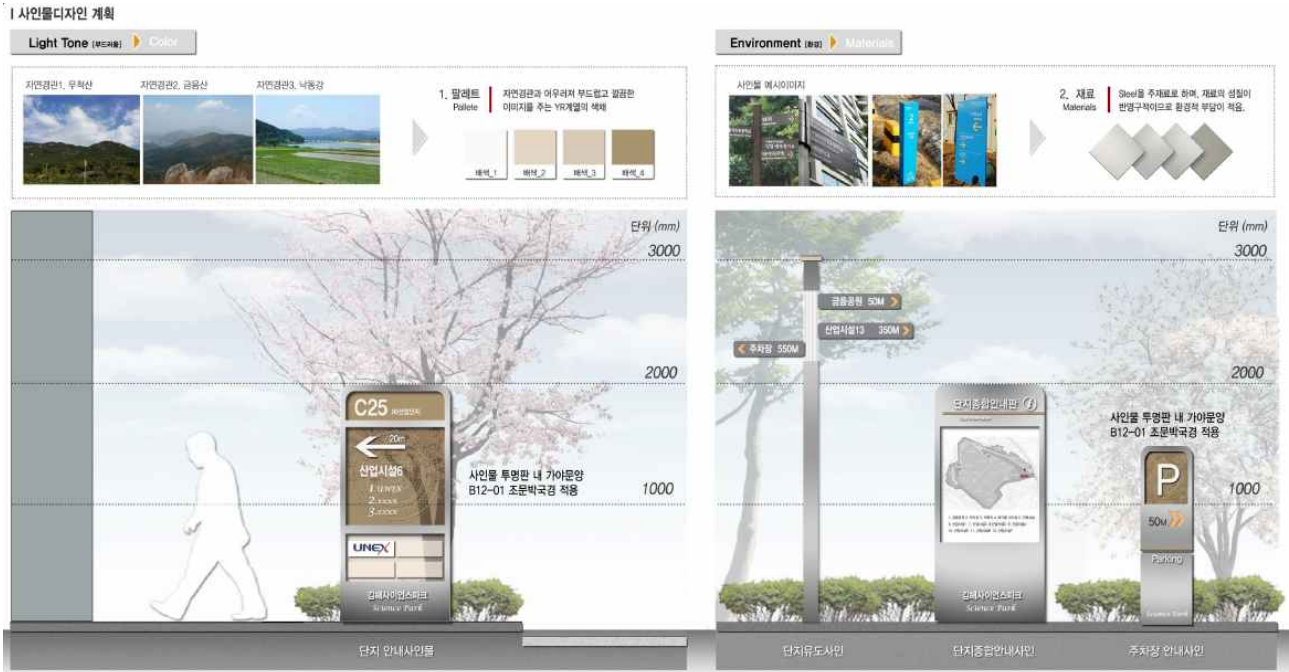 | 사인물디자인 계획
Light Tone [부드러움] Color
자연경관1. 무척산
자연경관2. 금음산
자연경관3. 낙동강
1. 팔레트
Pallete
자연경관과 어우러져 부드럽고 깔끔한
이미지를 주는 YR계열의 색채
배색_1
배색_2
배색_3
배색_4
단위 (mm)
3000
2000
1000
C25
20m
산업시설6
1. UNEX
2. xxxx
3. xxxx
UNEX
김해사이언스파크
Science Park
사인물 투명판 내 가야문양
B12-01 조문박국경 적용
단지 안내사인물
Environment [환경] Materials
사인물 예시이미지
2. 재료
Materials
Steel을 주재료로 하며, 재료의 성질이
반영구적이므로 환경적 부담이 적음.
단위 (mm)
3000
2000
1000
금음공원 50M
산업시설13 350M
주차장 550M
단지종합안내판
김해사이언스파크
Science Park
사인물 투명판 내 가야문양
B12-01 조문박국경 적용
P
50M
Parking
Science Park
단지유도사인
단지종합안내사인
주차장 안내사인